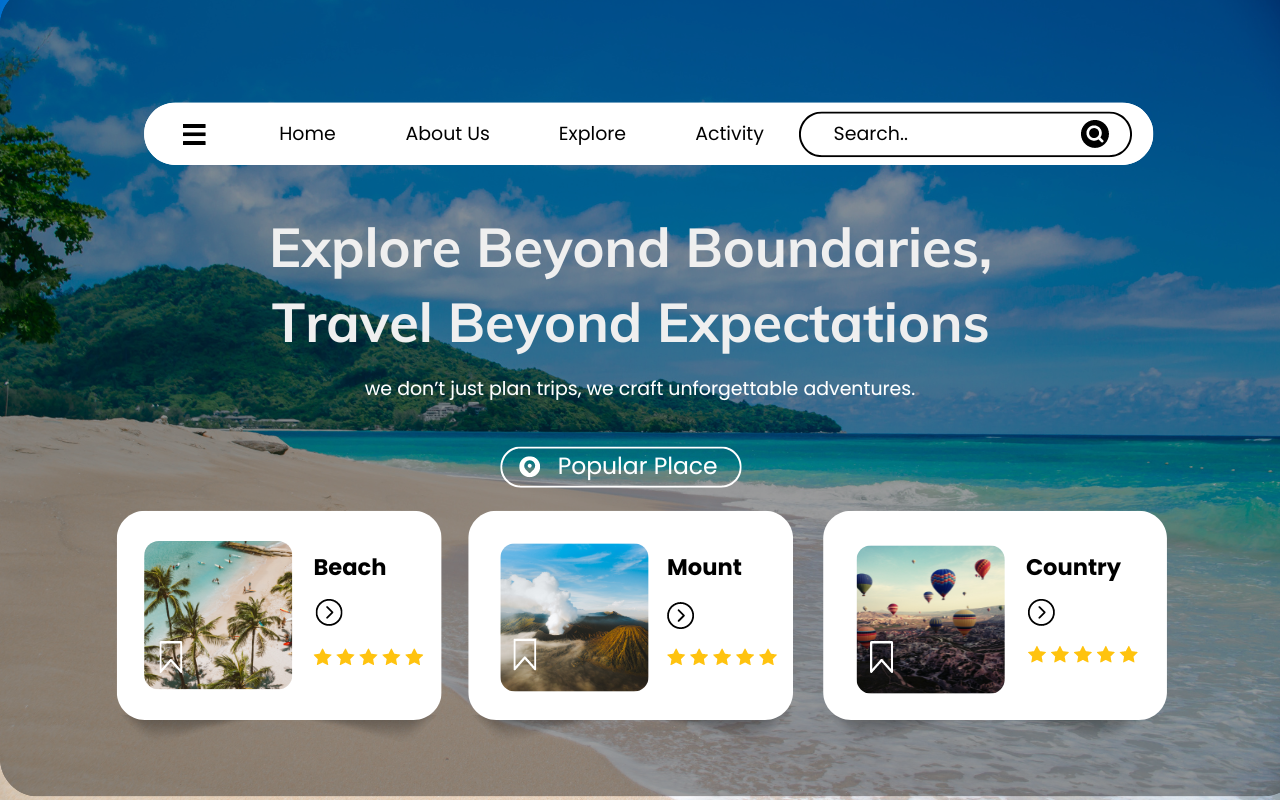 Home About Us Explore Activity Search..
Explore Beyond Boundaries,
Travel Beyond Expectations
we don’t just plan trips, we craft unforgettable adventures.
Popular Place
Beach
Mount
Country